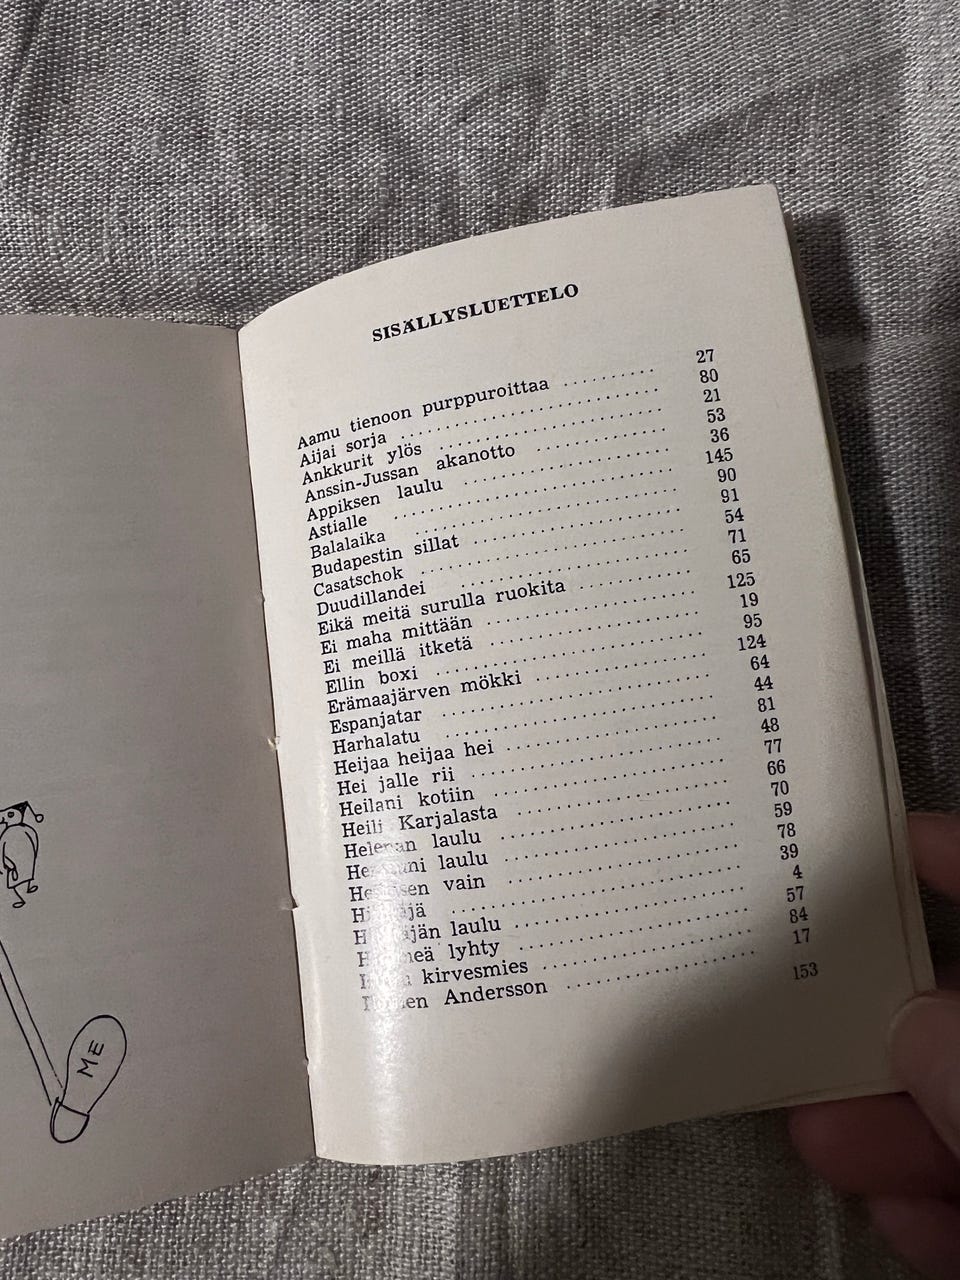 SISÄLLYSLUETTELO
Aamu tienoon purppuroittaa .......... 27
Aijai sorja .......... 80
Ankkurit ylös .......... 21
Anssin-Jussan akanotto .......... 53
Appiksen laulu .......... 36
Astialle .......... 145
Balalaika .......... 90
Budapestin sillat .......... 91
Casatschok .......... 54
Duudillandei .......... 71
Eikä meitä surulla ruokita .......... 65
Ei maha mittään .......... 125
Ei meillä itketä .......... 19
Ellin boxi .......... 95
Erämaajärven mökki .......... 124
Espanjatar .......... 64
Harhalatu .......... 44
Heijaa heijaa hei .......... 81
Hei jalle rii .......... 48
Heilani kotiin .......... 77
Heili Karjalasta .......... 66
Helenan laulu .......... 70
laulu .......... 59
vain .......... 78
.......... 39
laulu .......... 4
lyhty .......... 57
kirvesmies .......... 84
Andersson .......... 17
153
ME